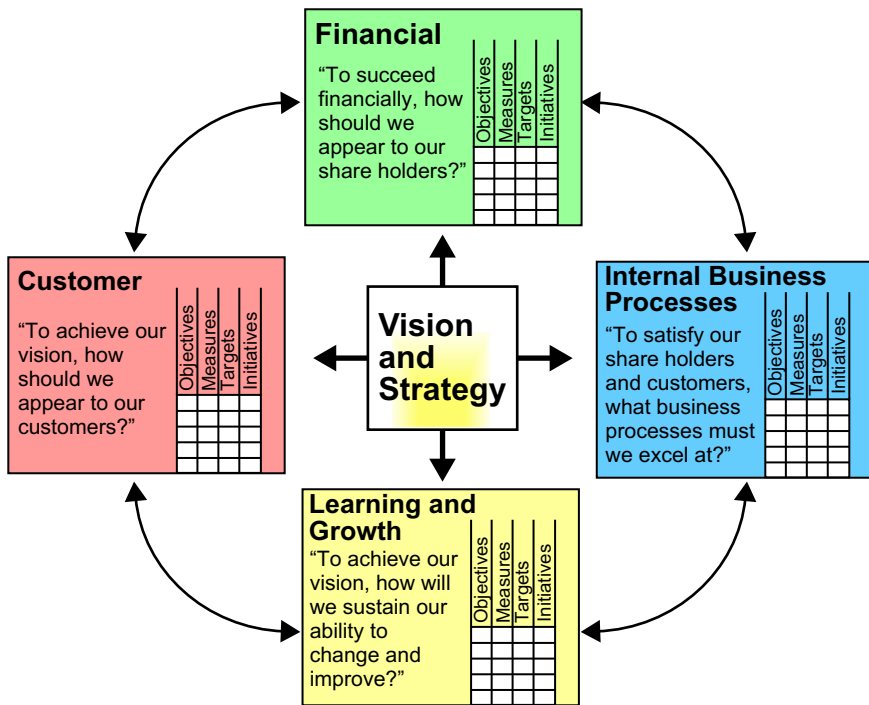 Financial
“To succeed
financially, how
should we
appear to our
share holders?”
Objectives
Measures
Targets
Initiatives
Customer
“To achieve our
vision, how
should we
appear to our
customers?”
Objectives
Measures
Targets
Initiatives
Vision
and
Strategy
Internal Business
Processes
“To satisfy our
share holders
and customers,
what business
processes must
we excel at?”
Objectives
Measures
Targets
Initiatives
Learning and
Growth
“To achieve our
vision, how will
we sustain our
ability to
change and
improve?”
Objectives
Measures
Targets
Initiatives